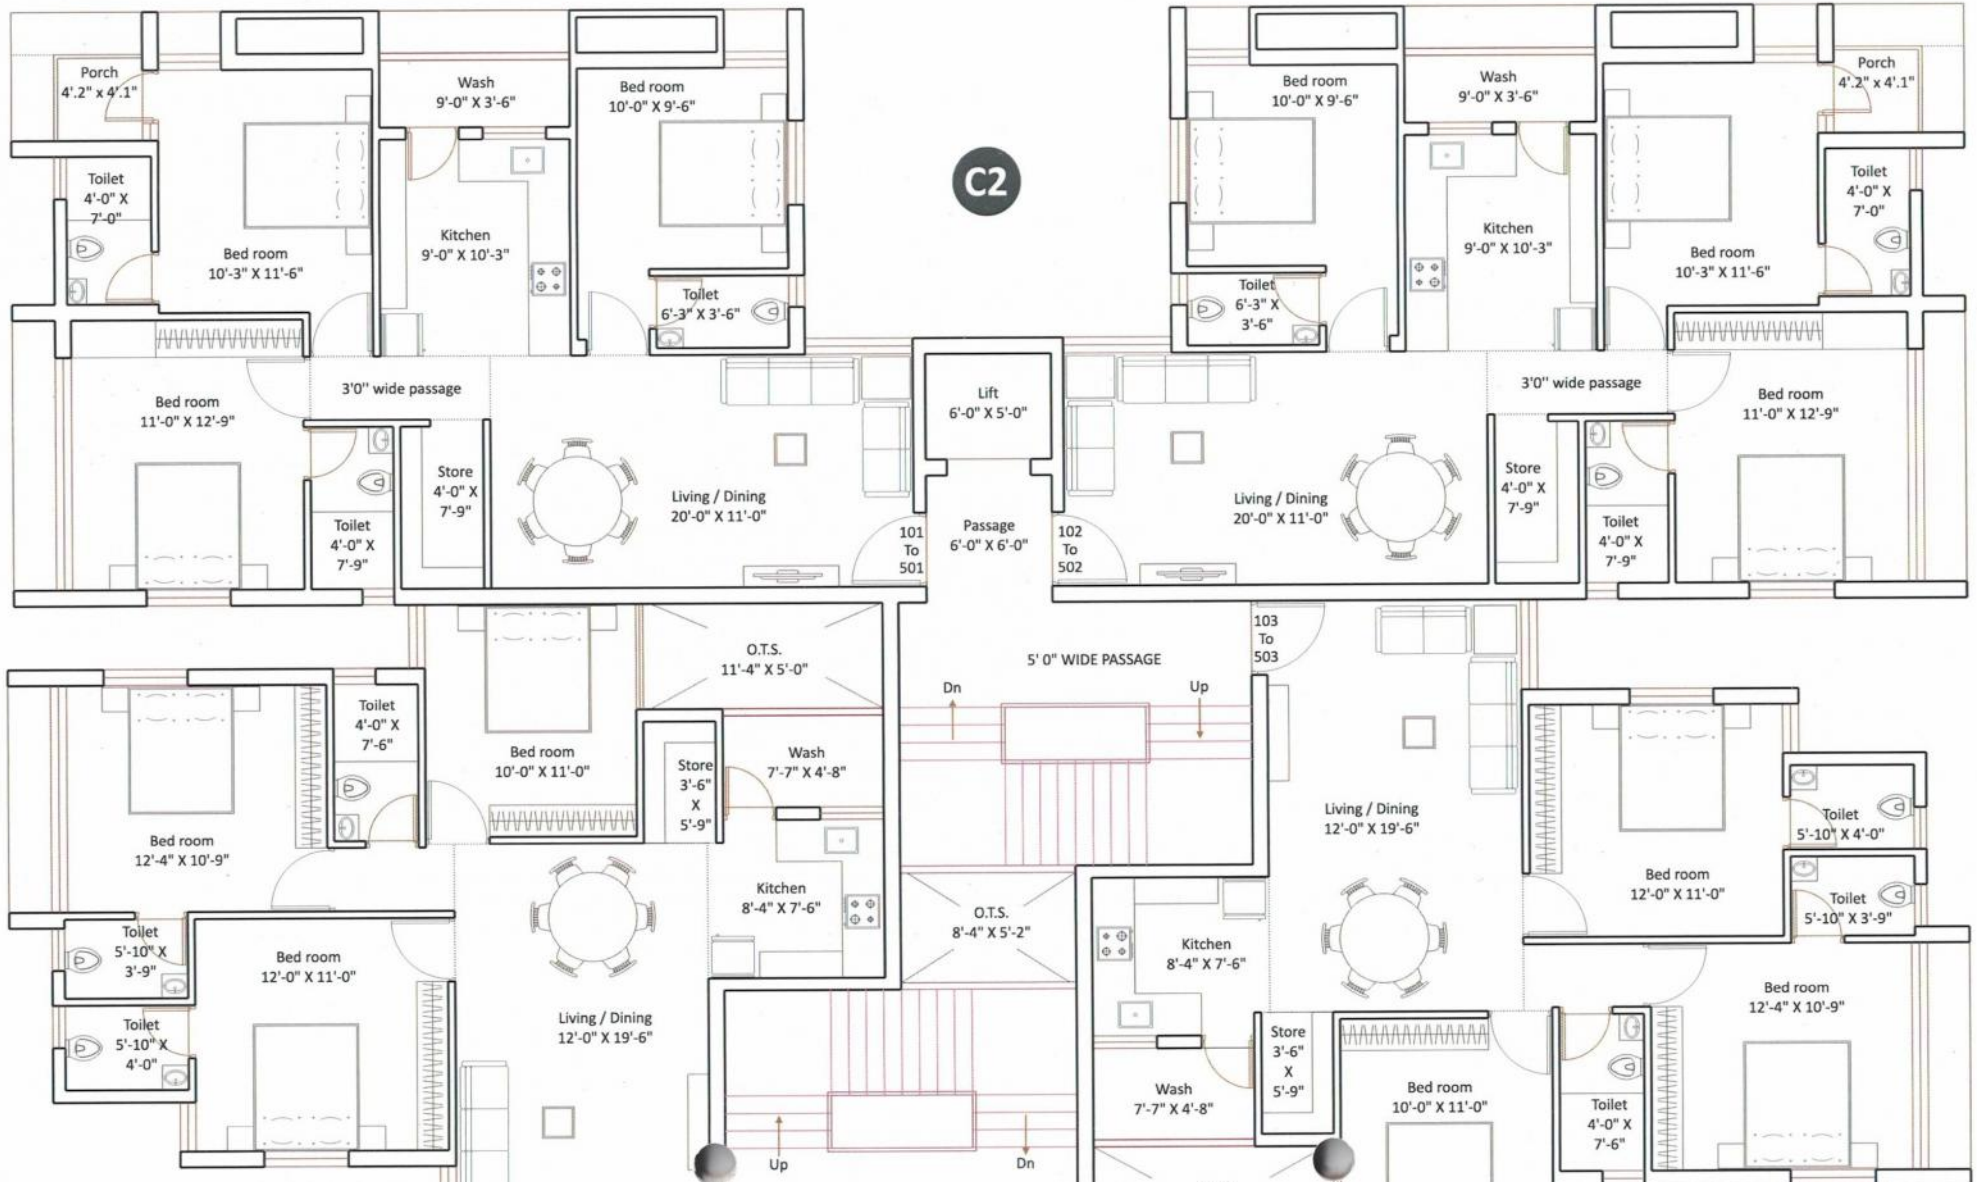 Porch
4'.2" x 4'.1"
Wash
9'-0" X 3'-6"
Bed room
10'-0" X 9'-6"
Toilet
4'-0" X
7'-0"
Bed room
10'-3" X 11'-6"
Kitchen
9'-0" X 10'-3"
Toilet
6'-3" X 3'-6"
C2
Bed room
10'-0" X 9'-6"
Wash
9'-0" X 3'-6"
Porch
4'.2" x 4'.1"
Toilet
4'-0" X
7'-0"
Kitchen
9'-0" X 10'-3"
Bed room
10'-3" X 11'-6"
Toilet
6'-3" X
3'-6"
3'0'' wide passage
Bed room
11'-0" X 12'-9"
Store
4'-0" X
7'-9"
Toilet
4'-0" X
7'-9"
Living / Dining
20'-0" X 11'-0"
101
To
501
Lift
6'-0" X 5'-0"
Passage
6'-0" X 6'-0"
102
To
502
Living / Dining
20'-0" X 11'-0"
3'0'' wide passage
Store
4'-0" X
7'-9"
Toilet
4'-0" X
7'-9"
Bed room
11'-0" X 12'-9"
O.T.S.
11'-4" X 5'-0"
5' 0" WIDE PASSAGE
103
To
503
Dn
Up
Toilet
4'-0" X
7'-6"
Bed room
10'-0" X 11'-0"
Store
3'-6"
X
5'-9"
Wash
7'-7" X 4'-8"
Bed room
12'-4" X 10'-9"
Kitchen
8'-4" X 7'-6"
Toilet
5'-10" X
3'-9"
Bed room
12'-0" X 11'-0"
Toilet
5'-10" X
4'-0"
Living / Dining
12'-0" X 19'-6"
O.T.S.
8'-4" X 5'-2"
Up
Dn
Living / Dining
12'-0" X 19'-6"
Toilet
5'-10" X 4'-0"
Bed room
12'-0" X 11'-0"
Toilet
5'-10" X 3'-9"
Kitchen
8'-4" X 7'-6"
Bed room
12'-4" X 10'-9"
Store
3'-6"
X
5'-9"
Wash
7'-7" X 4'-8"
Bed room
10'-0" X 11'-0"
Toilet
4'-0" X
7'-6"